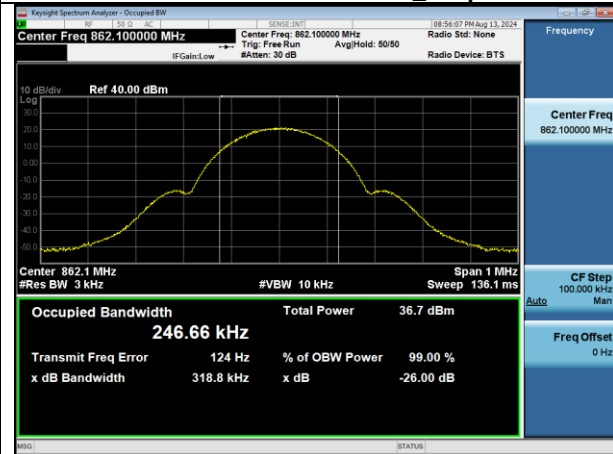 Keysight Spectrum Analyzer - Occupied BW
RF 50 Ω AC SENSE:INT 08:56:07 PM Aug 13, 2024
Center Freq 862.100000 MHz Center Freq: 862.100000 MHz Radio Std: None
Trig: Free Run Avg|Hold: 50/50
IFGain:Low #Atten: 30 dB Radio Device: BTS
Frequency
10 dB/div Ref 40.00 dBm
Log
30.0
20.0
10.0
0.00
-10.0
-20.0
-30.0
-40.0
-50.0
Center 862.1 MHz Span 1 MHz
#Res BW 3 kHz #VBW 10 kHz Sweep 136.1 ms
Center Freq
862.100000 MHz
CF Step
100.000 kHz
Auto Man
Freq Offset
0 Hz
Occupied Bandwidth Total Power 36.7 dBm
246.66 kHz
Transmit Freq Error 124 Hz % of OBW Power 99.00 %
x dB Bandwidth 318.8 kHz x dB -26.00 dB
MSG STATUS